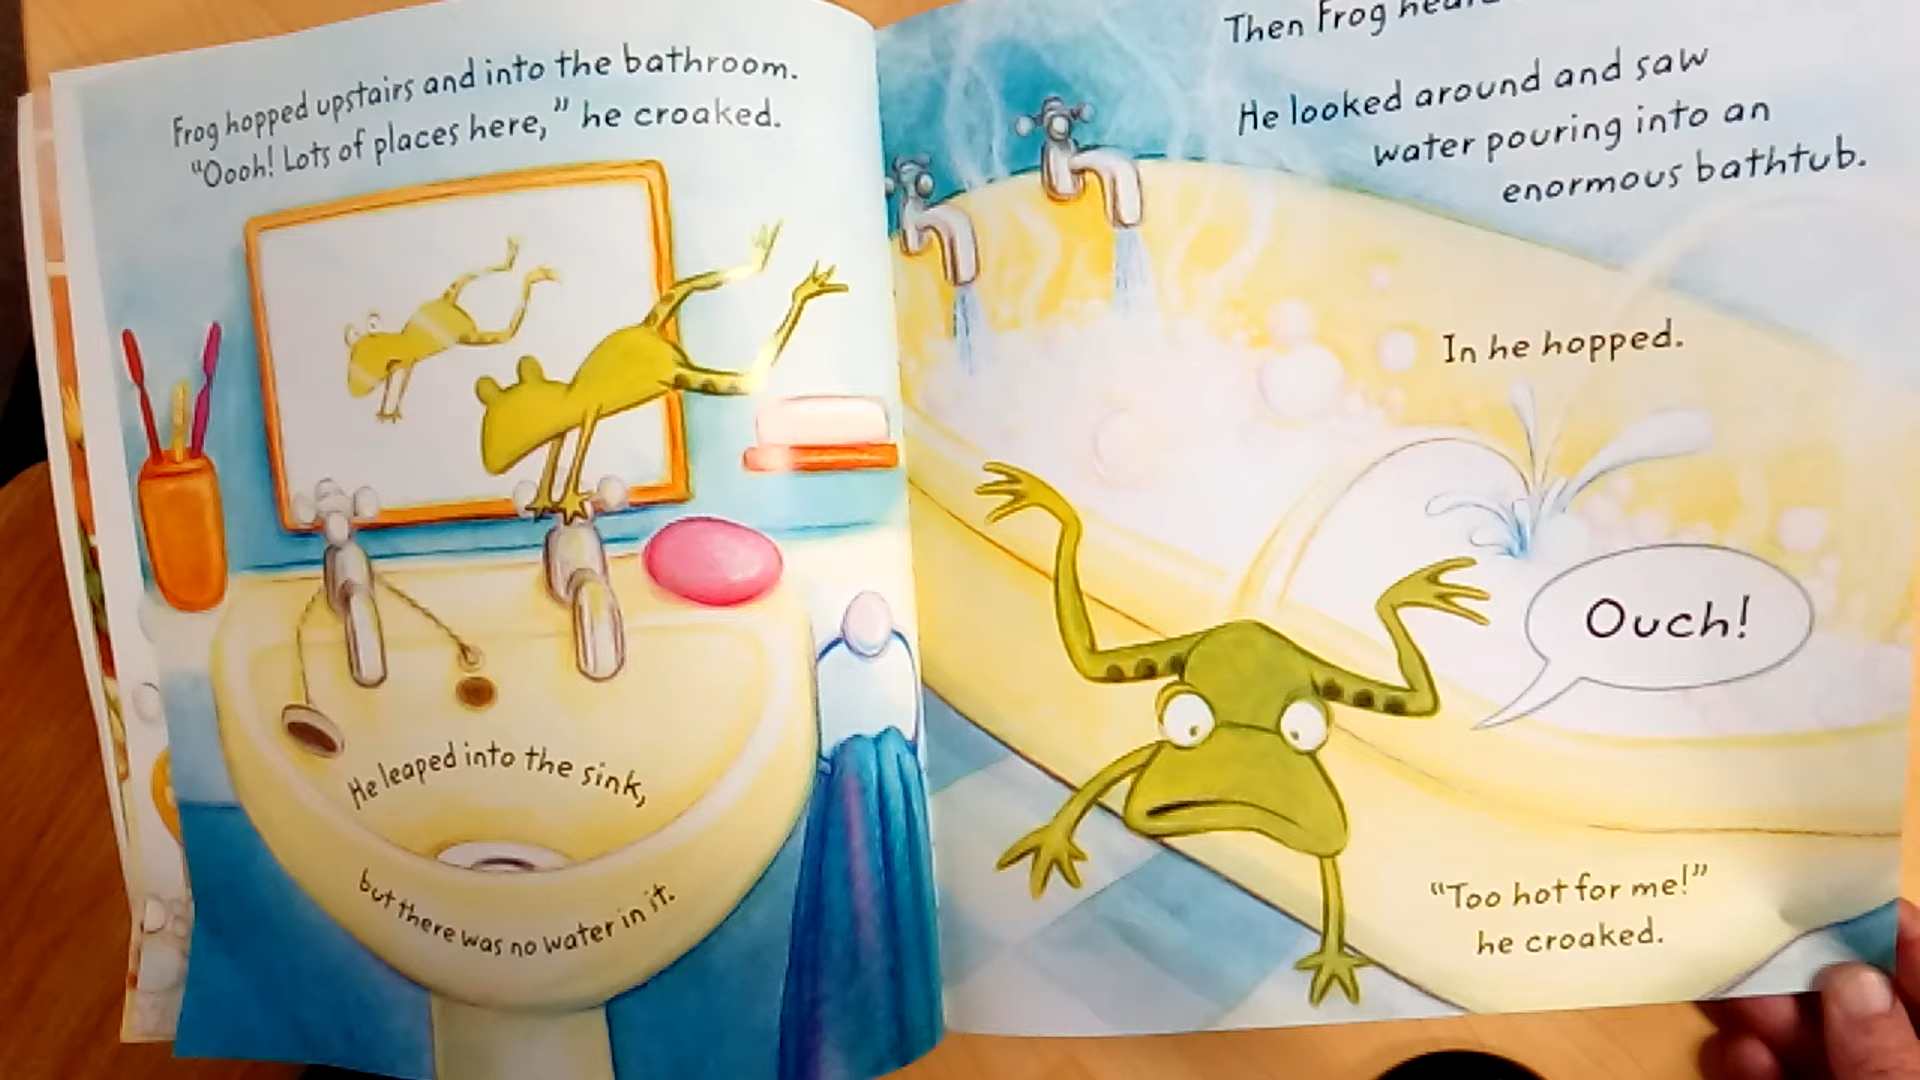 Frog hopped upstairs and into the bathroom.
“Oooh! Lots of places here,” he croaked.
He leaped into the sink,
but there was no water in it.
Then Frog
He looked around and saw
water pouring into an
enormous bathtub.
In he hopped.
Ouch!
“Too hot for me!”
he croaked.